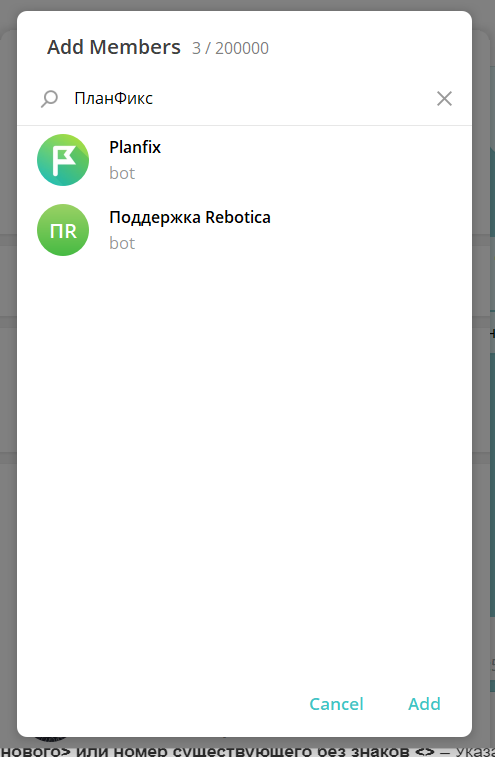 Add Members 3 / 200000
ПланФикс
Planfix
bot
ПR
Поддержка Rebotica
bot
Cancel Add
нового> или номер существующего без знаков <> – Указа